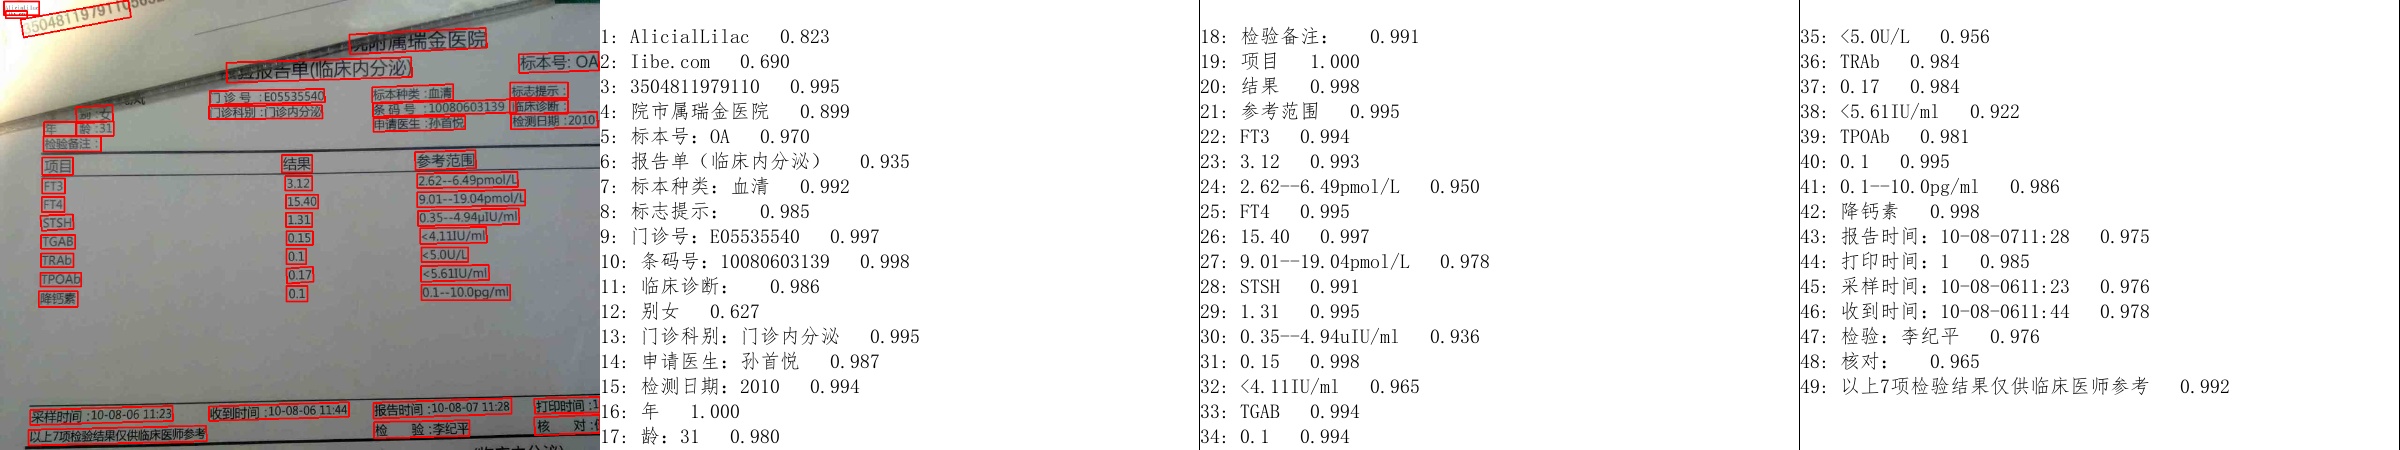 350481197911056
院附属瑞金医院
检验报告单(临床内分泌)
标本号: OA
门 诊 号 :E05535540
标本种类 :血清
标志提示 :
别 :女
门诊科别 :门诊内分泌
条 码 号 :10080603139
临床诊断 :
年 龄 :31
申请医生 :孙首悦
检测日期 :2010
检验备注 :
项目 结果 参考范围
FT3 3.12 2.62--6.49pmol/L
FT4 15.40 9.01--19.04pmol/L
STSH 1.31 0.35--4.94μIU/ml
TGAB 0.15 <4.11IU/ml
TRAb 0.1 <5.0U/L
TPOAb 0.17 <5.61IU/ml
降钙素 0.1 0.1--10.0pg/ml
采样时间 :10-08-06 11:23 收到时间 :10-08-06 11:44 报告时间 :10-08-07 11:28 打印时间 :1
以上7项检验结果仅供临床医师参考 检 验 :李纪平 核 对 :
1: AlicialLilac 0.823
2: Iibe.com 0.690
3: 3504811979110 0.995
4: 院市属瑞金医院 0.899
5: 标本号：OA 0.970
6: 报告单（临床内分泌） 0.935
7: 标本种类：血清 0.992
8: 标志提示： 0.985
9: 门诊号：E05535540 0.997
10: 条码号：10080603139 0.998
11: 临床诊断： 0.986
12: 别女 0.627
13: 门诊科别：门诊内分泌 0.995
14: 申请医生：孙首悦 0.987
15: 检测日期：2010 0.994
16: 年 1.000
17: 龄：31 0.980
18: 检验备注： 0.991
19: 项目 1.000
20: 结果 0.998
21: 参考范围 0.995
22: FT3 0.994
23: 3.12 0.993
24: 2.62--6.49pmol/L 0.950
25: FT4 0.995
26: 15.40 0.997
27: 9.01--19.04pmol/L 0.978
28: STSH 0.991
29: 1.31 0.995
30: 0.35--4.94uIU/ml 0.936
31: 0.15 0.998
32: <4.11IU/ml 0.965
33: TGAB 0.994
34: 0.1 0.994
35: <5.0U/L 0.956
36: TRAb 0.984
37: 0.17 0.984
38: <5.61IU/ml 0.922
39: TPOAb 0.981
40: 0.1 0.995
41: 0.1--10.0pg/ml 0.986
42: 降钙素 0.998
43: 报告时间：10-08-0711:28 0.975
44: 打印时间：1 0.985
45: 采样时间：10-08-0611:23 0.976
46: 收到时间：10-08-0611:44 0.978
47: 检验：李纪平 0.976
48: 核对： 0.965
49: 以上7项检验结果仅供临床医师参考 0.992